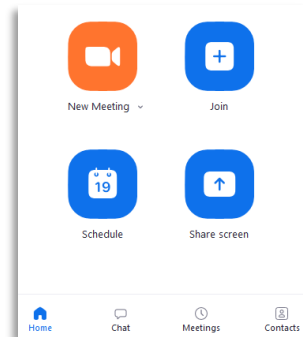 New Meeting
Join
19
Schedule
Share screen
Home
Chat
Meetings
Contacts